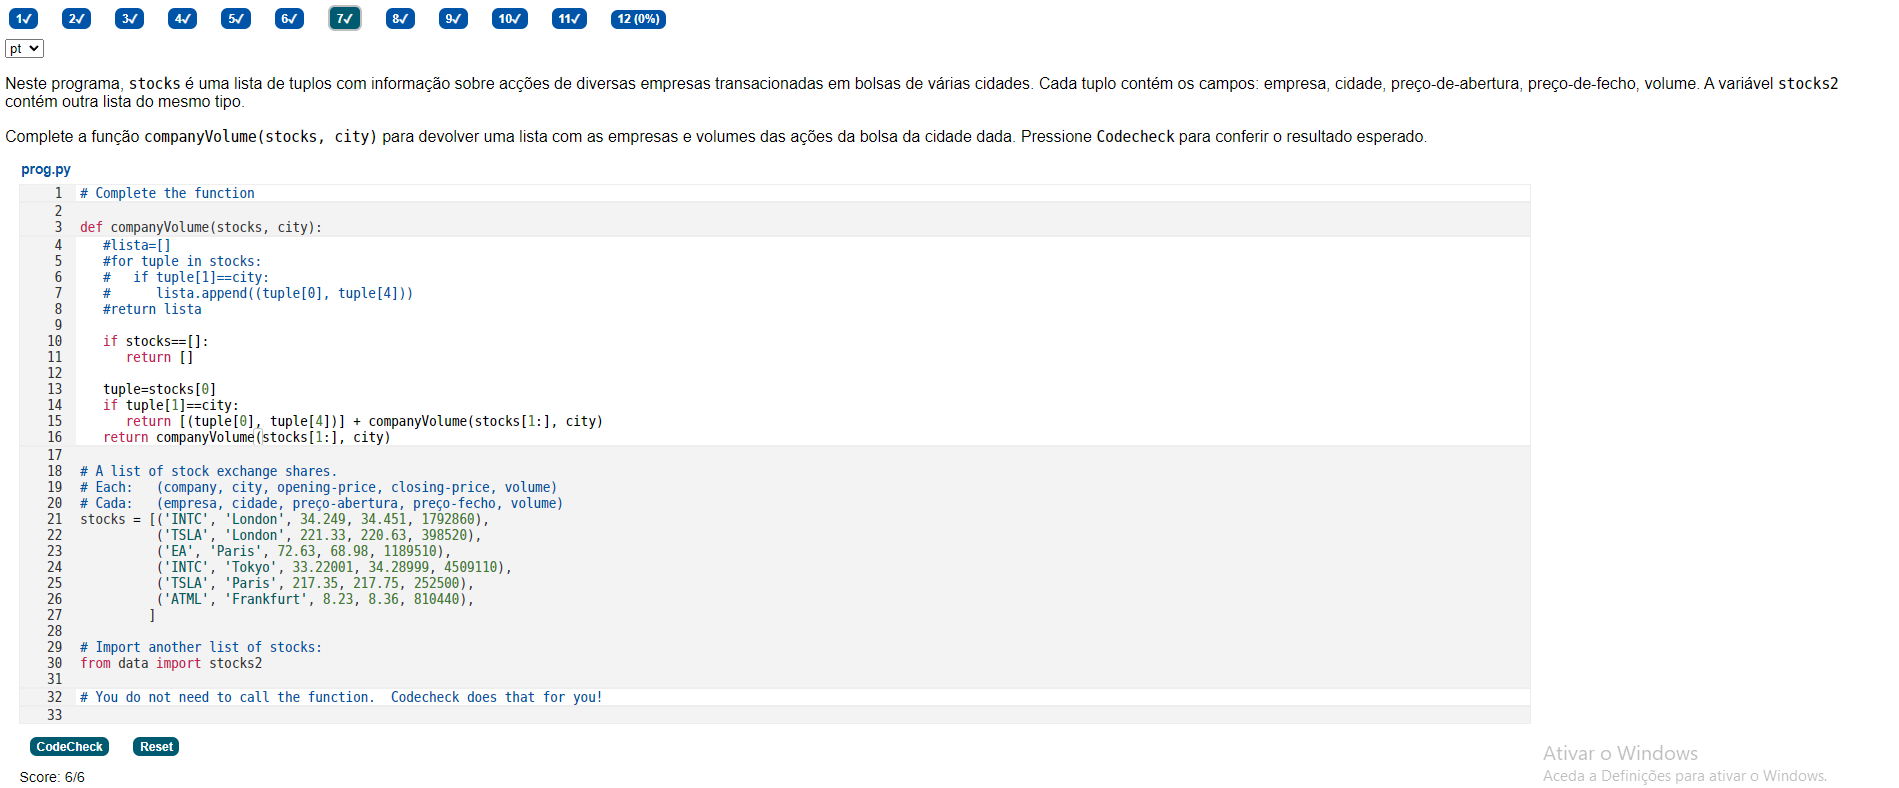 1✓ 2✓ 3✓ 4✓ 5✓ 6✓ 7✓ 8✓ 9✓ 10✓ 11✓ 12 (0%)
pt
Neste programa, stocks é uma lista de tuplos com informação sobre acções de diversas empresas transacionadas em bolsas de várias cidades. Cada tuplo contém os campos: empresa, cidade, preço-de-abertura, preço-de-fecho, volume. A variável stocks2
contém outra lista do mesmo tipo.
Complete a função companyVolume(stocks, city) para devolver uma lista com as empresas e volumes das ações da bolsa da cidade dada. Pressione Codecheck para conferir o resultado esperado.
prog.py
1 # Complete the function
2
3 def companyVolume(stocks, city):
4    #lista=[]
5    #for tuple in stocks:
6    #   if tuple[1]==city:
7    #      lista.append((tuple[0], tuple[4]))
8    #return lista
9
10    if stocks==[]:
11       return []
12
13    tuple=stocks[0]
14    if tuple[1]==city:
15       return [(tuple[0], tuple[4])] + companyVolume(stocks[1:], city)
16    return companyVolume(stocks[1:], city)
17
18 # A list of stock exchange shares.
19 # Each:   (company, city, opening-price, closing-price, volume)
20 # Cada:   (empresa, cidade, preço-abertura, preço-fecho, volume)
21 stocks = [('INTC', 'London', 34.249, 34.451, 1792860),
22           ('TSLA', 'London', 221.33, 220.63, 398520),
23           ('EA', 'Paris', 72.63, 68.98, 1189510),
24           ('INTC', 'Tokyo', 33.22001, 34.28999, 4509110),
25           ('TSLA', 'Paris', 217.35, 217.75, 252500),
26           ('ATML', 'Frankfurt', 8.23, 8.36, 810440),
27          ]
28
29 # Import another list of stocks:
30 from data import stocks2
31
32 # You do not need to call the function.  Codecheck does that for you!
33
CodeCheck Reset
Score: 6/6
Ativar o Windows
Aceda a Definições para ativar o Windows.